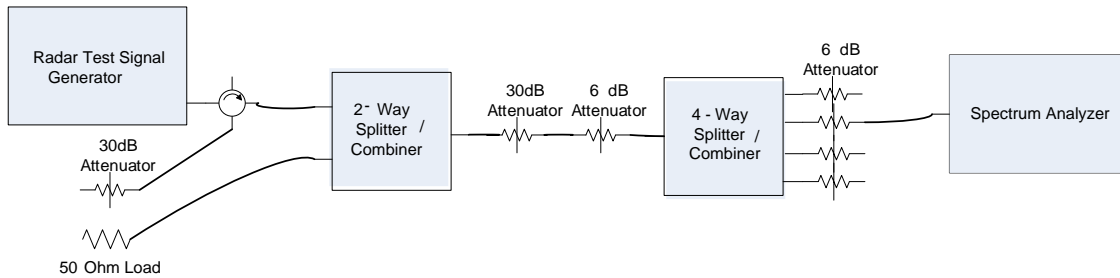 Radar Test Signal
Generator
30dB
Attenuator
50 Ohm Load
2- Way
Splitter /
Combiner
30dB
Attenuator
6 dB
Attenuator
4 - Way
Splitter /
Combiner
6 dB
Attenuator
Spectrum Analyzer